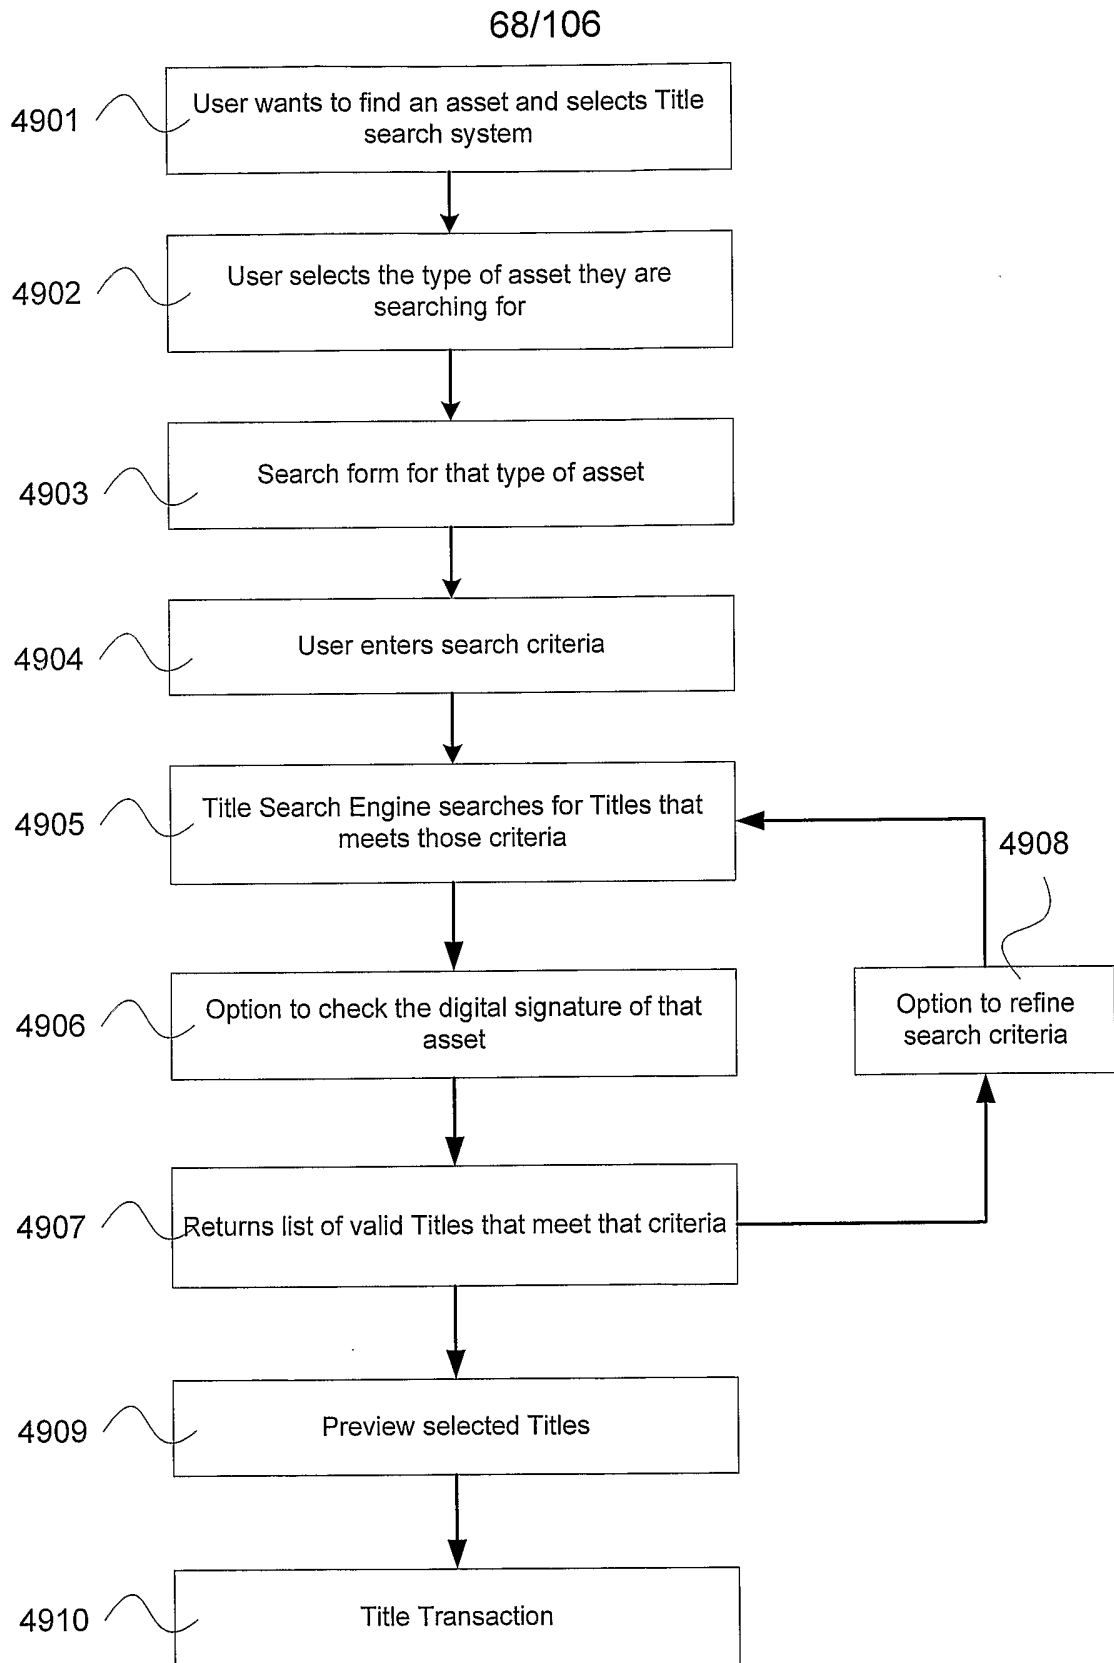 68/106
4901
User wants to find an asset and selects Title
search system
4902
User selects the type of asset they are
searching for
4903
Search form for that type of asset
4904
User enters search criteria
4905
Title Search Engine searches for Titles that
meets those criteria
4908
4906
Option to check the digital signature of that
asset
Option to refine
search criteria
4907
Returns list of valid Titles that meet that criteria
4909
Preview selected Titles
4910
Title Transaction